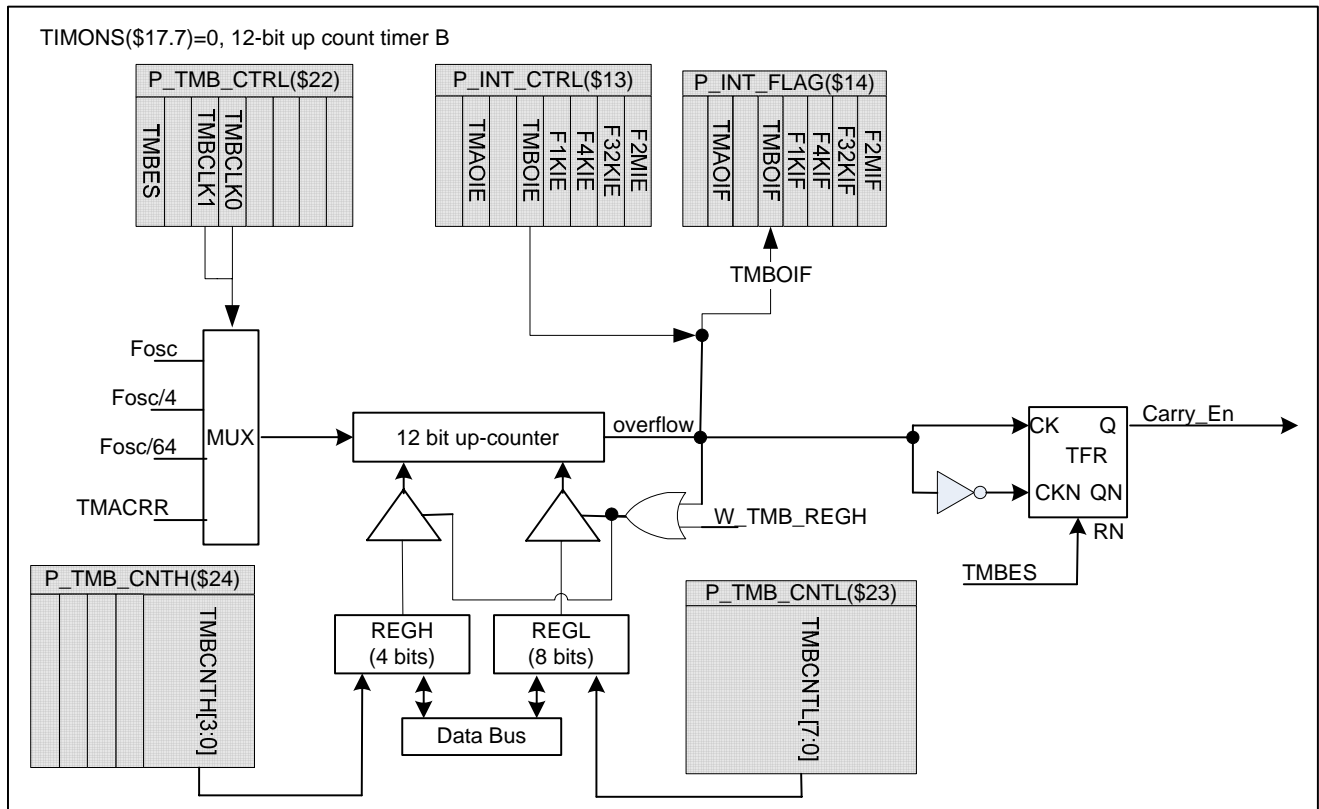 TIMONS($17.7)=0, 12-bit up count timer B
P_TMB_CTRL($22)
TMBES
TMBCLK1
TMBCLK0
P_INT_CTRL($13)
TMAOIE
TMBOIE
F1KIE
F4KIE
F32KIE
F2MIE
P_INT_FLAG($14)
TMAOIF
TMBOIF
F1KIF
F4KIF
F32KIF
F2MIF
TMBOIF
Fosc
Fosc/4
Fosc/64
TMACRR
MUX
12 bit up-counter
overflow
W_TMB_REGH
CK
Q
TFR
CKN
QN
RN
Carry_En
TMBES
P_TMB_CNTH($24)
TMBCNTH[3:0]
REGH
(4 bits)
REGL
(8 bits)
Data Bus
P_TMB_CNTL($23)
TMBCNTL[7:0]